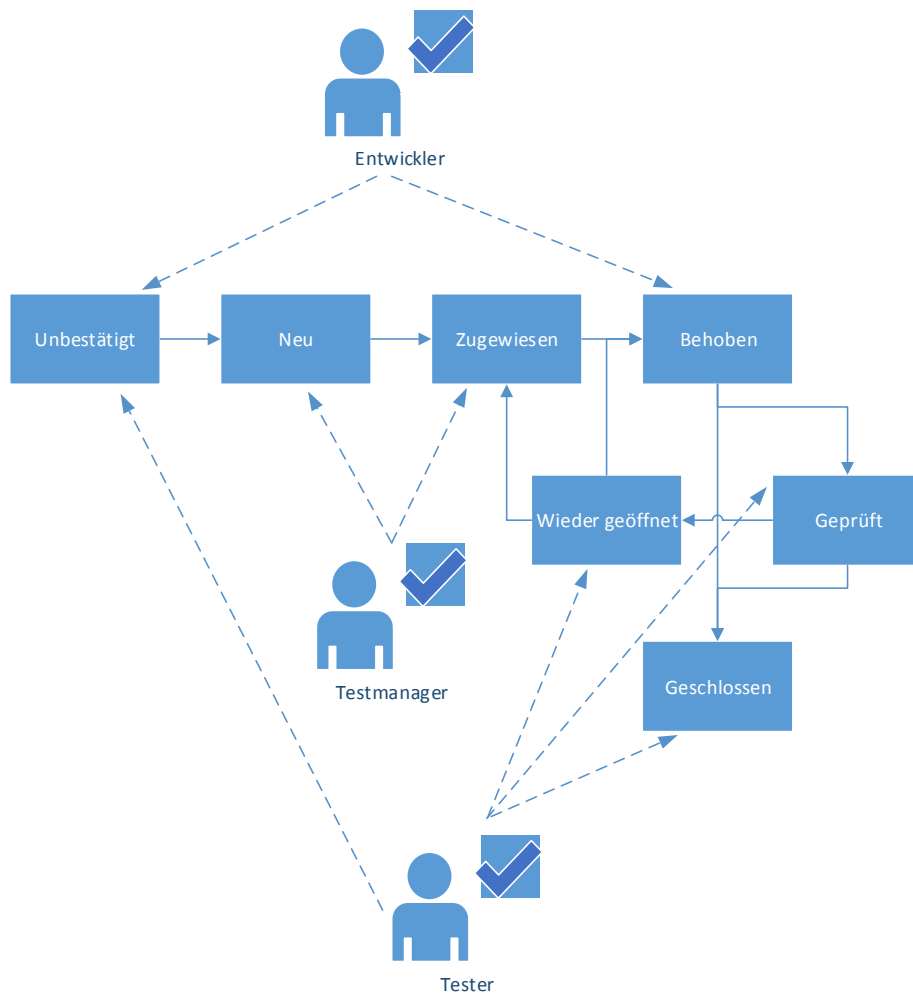 Entwickler
Unbestätigt
Neu
Zugewiesen
Behoben
Wieder geöffnet
Geprüft
Testmanager
Geschlossen
Tester